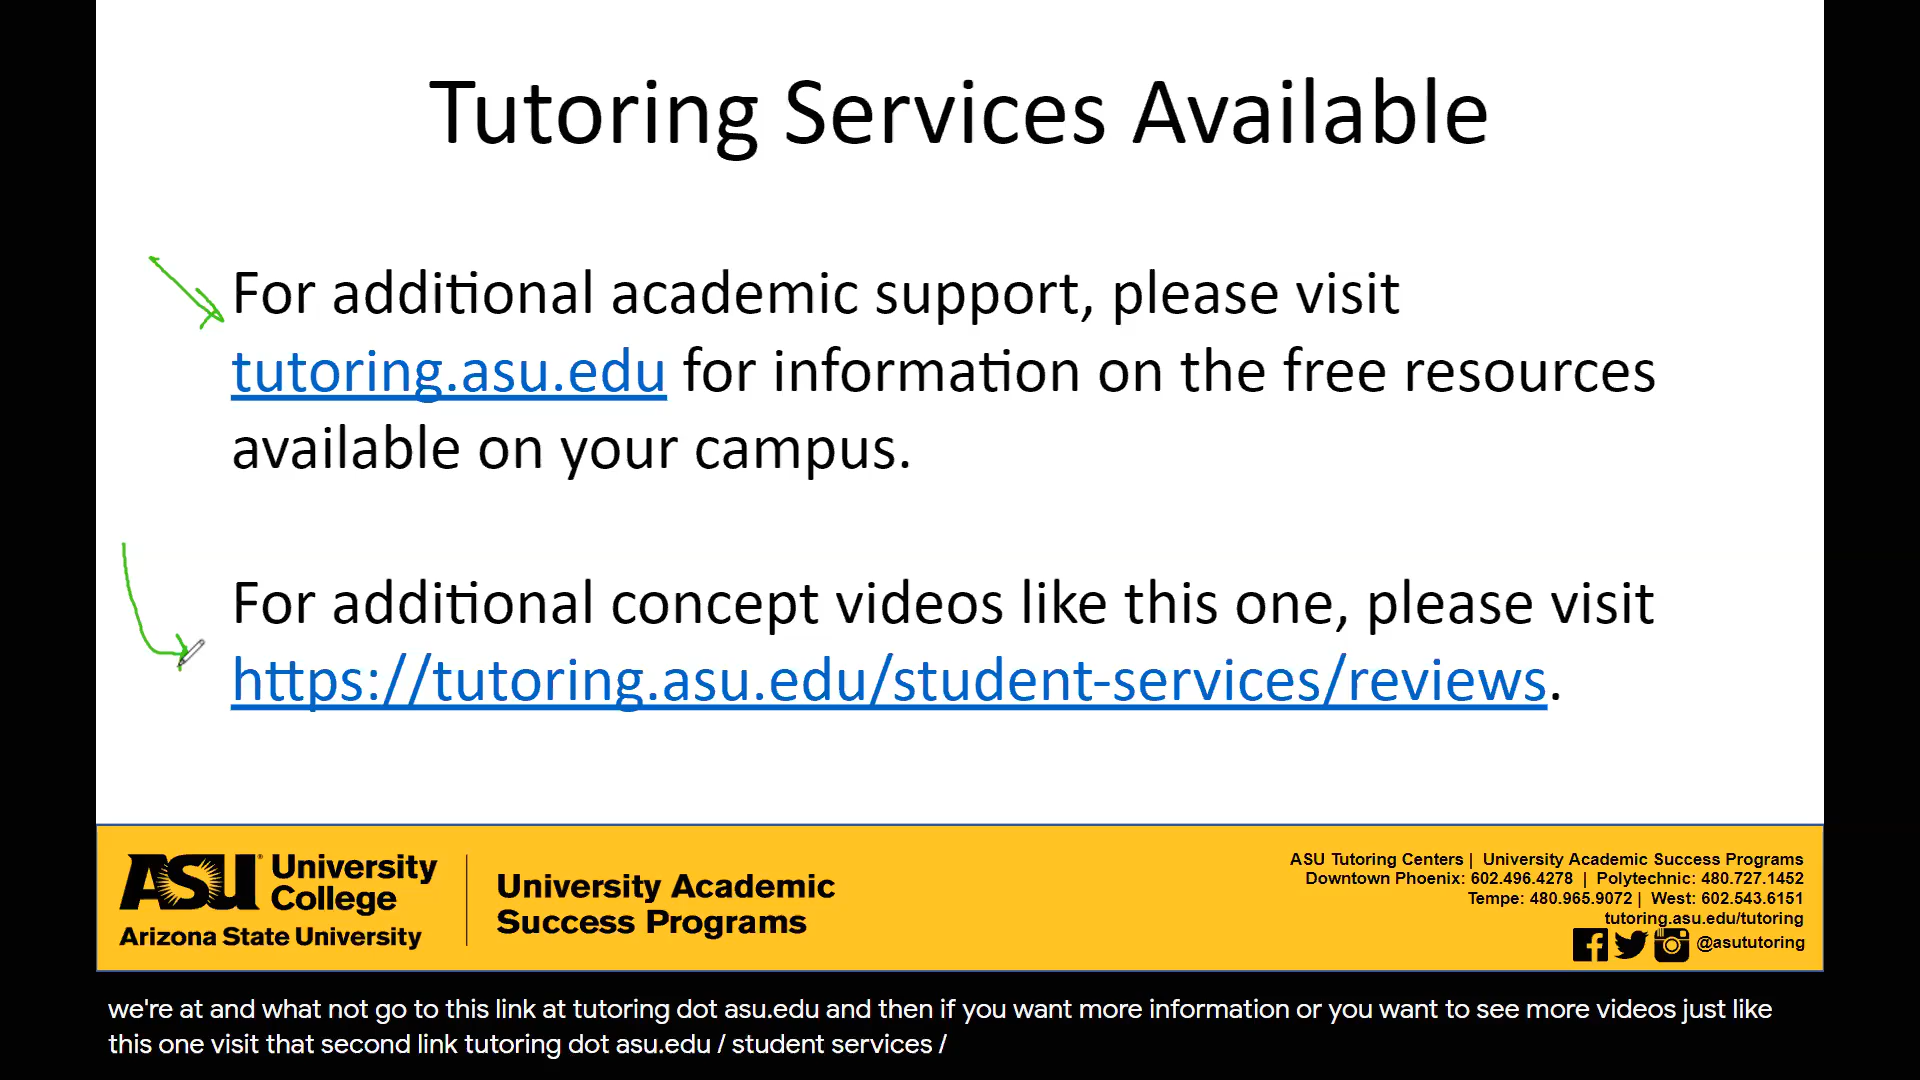 Tutoring Services Available
For additional academic support, please visit
tutoring.asu.edu for information on the free resources
available on your campus.
For additional concept videos like this one, please visit
https://tutoring.asu.edu/student-services/reviews.
ASU University
College
Arizona State University
University Academic
Success Programs
ASU Tutoring Centers | University Academic Success Programs
Downtown Phoenix: 602.496.4278 | Polytechnic: 480.727.1452
Tempe: 480.965.9072 | West: 602.543.6151
tutoring.asu.edu/tutoring
@asututoring
we're at and what not go to this link at tutoring dot asu.edu and then if you want more information or you want to see more videos just like
this one visit that second link tutoring dot asu.edu / student services /